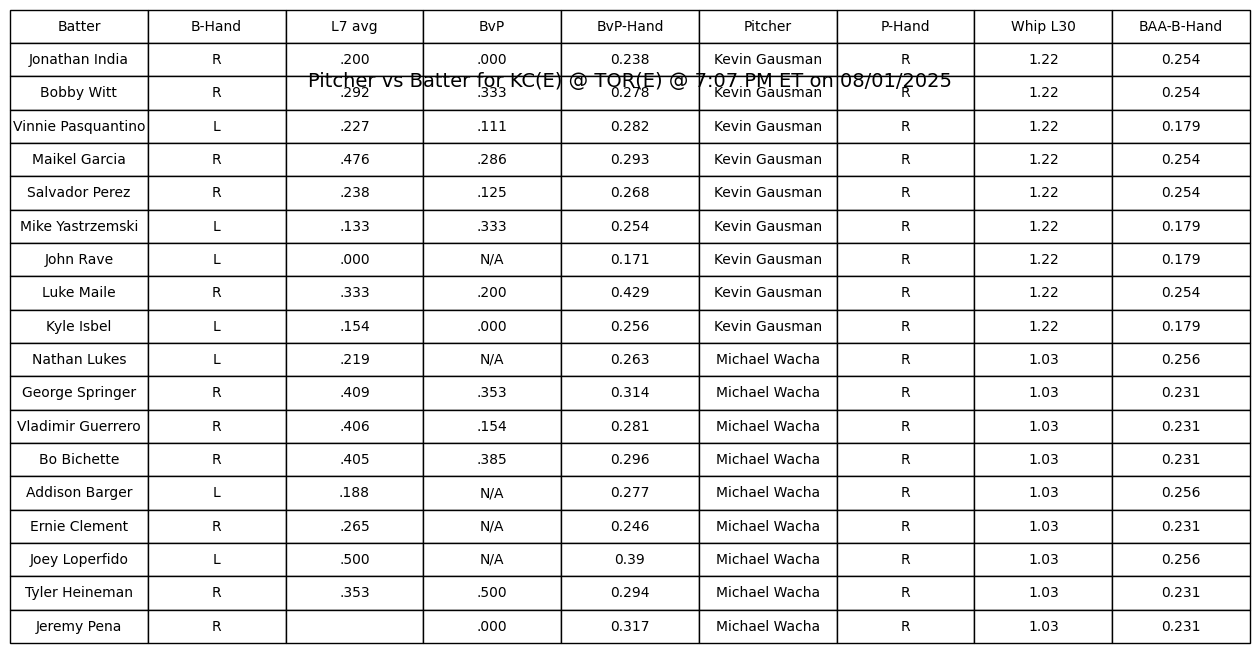 Batter B-Hand L7 avg BvP BvP-Hand Pitcher P-Hand Whip L30 BAA-B-Hand
Jonathan India R .200 .000 0.238 Kevin Gausman R 1.22 0.254
Pitcher vs Batter for KC(E) @ TOR(E) @ 7:07 PM ET on 08/01/2025
Bobby Witt R .292 .333 0.278 Kevin Gausman R 1.22 0.254
Vinnie Pasquantino L .227 .111 0.282 Kevin Gausman R 1.22 0.179
Maikel Garcia R .476 .286 0.293 Kevin Gausman R 1.22 0.254
Salvador Perez R .238 .125 0.268 Kevin Gausman R 1.22 0.254
Mike Yastrzemski L .133 .333 0.254 Kevin Gausman R 1.22 0.179
John Rave L .000 N/A 0.171 Kevin Gausman R 1.22 0.179
Luke Maile R .333 .200 0.429 Kevin Gausman R 1.22 0.254
Kyle Isbel L .154 .000 0.256 Kevin Gausman R 1.22 0.179
Nathan Lukes L .219 N/A 0.263 Michael Wacha R 1.03 0.256
George Springer R .409 .353 0.314 Michael Wacha R 1.03 0.231
Vladimir Guerrero R .406 .154 0.281 Michael Wacha R 1.03 0.231
Bo Bichette R .405 .385 0.296 Michael Wacha R 1.03 0.231
Addison Barger L .188 N/A 0.277 Michael Wacha R 1.03 0.256
Ernie Clement R .265 N/A 0.246 Michael Wacha R 1.03 0.231
Joey Loperfido L .500 N/A 0.39 Michael Wacha R 1.03 0.256
Tyler Heineman R .353 .500 0.294 Michael Wacha R 1.03 0.231
Jeremy Pena R .000 0.317 Michael Wacha R 1.03 0.231